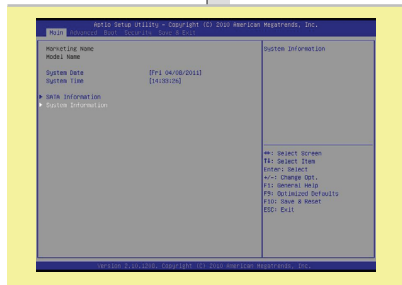 Aptio Setup Utility - Copyright (C) 2010 American Megatrends, Inc.
Main Advanced Boot Security Save & Exit
Marketing Name
Model Name
System Date [Fri 04/08/2011]
System Time [14:33:26]
SATA Information
System Information
System Information
: Select Screen
↑↓: Select Item
Enter: Select
+/-: Change Opt.
F1: General Help
F9: Optimized Defaults
F10: Save & Reset
ESC: Exit
Version 2.10.1208. Copyright (C) 2010 American Megatrends, Inc.